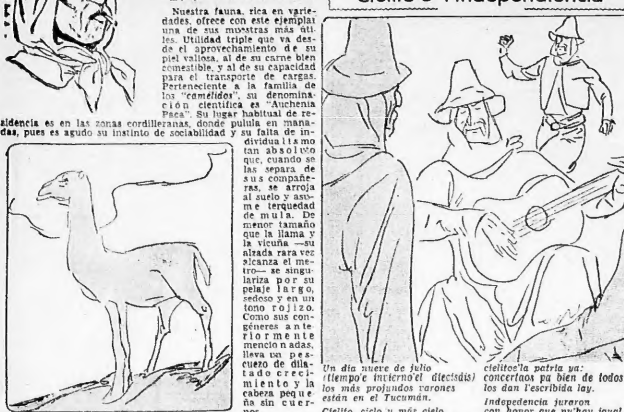 Nuestra fauna, rica en varie-
dades, ofrece con este ejemplar
una de sus muestras más úti-
les. Utilidad triple que va des-
de el aprovechamiento de su
piel valiosa, al de su carne bien
comestible, y al de su capacidad
para el transporte de cargas.
Perteneciente a la familia de
los "camélidos", su denomina-
ción científica es "Auchenia
Paca". Su lugar habitual de re-
sidencia es en las zonas cordilleranas, donde pulula en mana-
das, pues es agudo su instinto de sociabilidad y su falta de in-
dividualismo
tan absoluto
que, cuando se
las separa de
sus compañe-
ras, se arroja
al suelo y asu-
me terquedad
de mula. De
menor tamaño
que la llama y
la vicuña —su
alzada rara vez
alcanza el me-
tro— se singu-
lariza por su
pelaje largo,
sedoso y en un
tono rojizo.
Como sus con-
géneres ante-
riormente
mencionadas,
lleva un pes-
cuezo de dila-
tado creci-
miento y la
cabeza peque-
ña sin cuer-
nos.
Un día nueve de julio
(tiempo'e invierno'el diecisáis)
los más profundos varones
están en el Tucumán.
Cielito, cielo y más cielo
cielitoe'la patria ya:
concertaos pa bien de todos
los dan l'escribida lay.
Indepedencia juraron
con honor que nu'hay igual